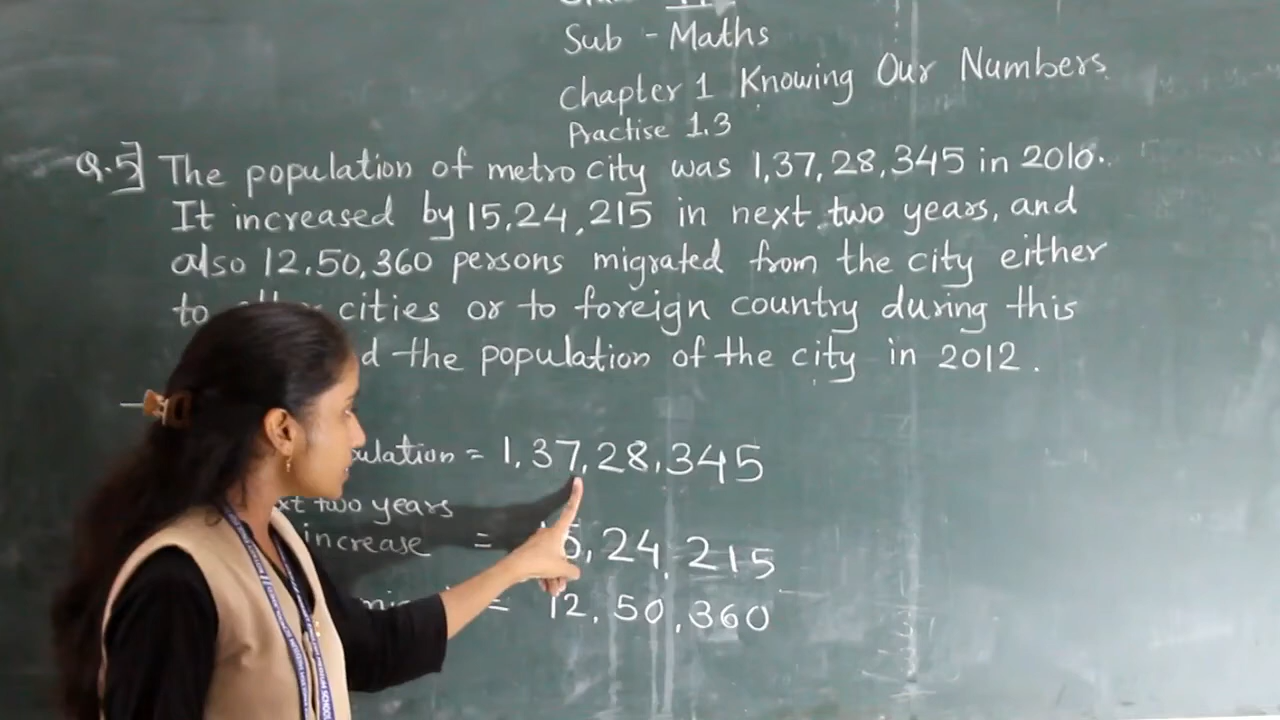 Sub - Maths
Chapter 1 Knowing Our Numbers
Practise 1.3
Q.5] The population of metro city was 1,37,28,345 in 2010.
It increased by 15,24,215 in next two years, and
also 12,50,360 persons migrated from the city either
to cities or to foreign country during this
the population of the city in 2012.
= 1,37,28,345
two years
increase = 24,215
= 12,50,360